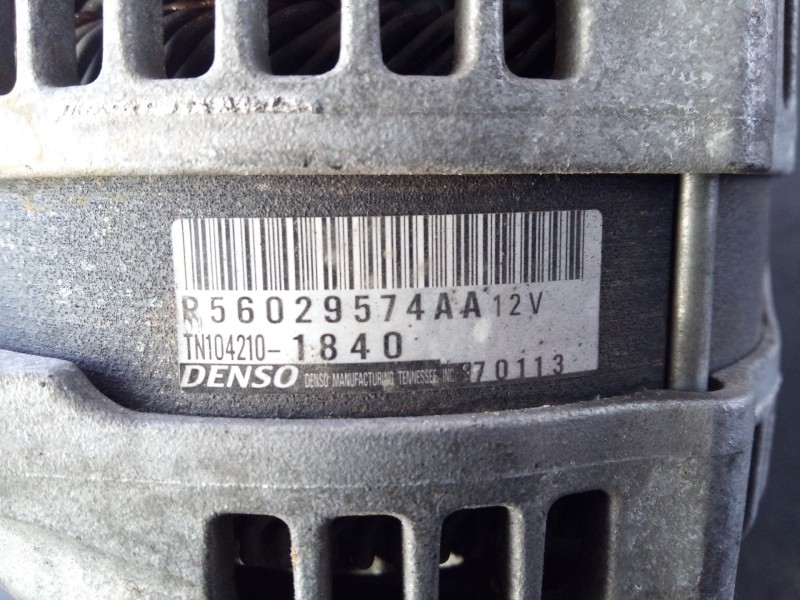 R56029574AA 12V
TN104210-1840
DENSO DENSO MANUFACTURING TENNESSEE, INC. 70113